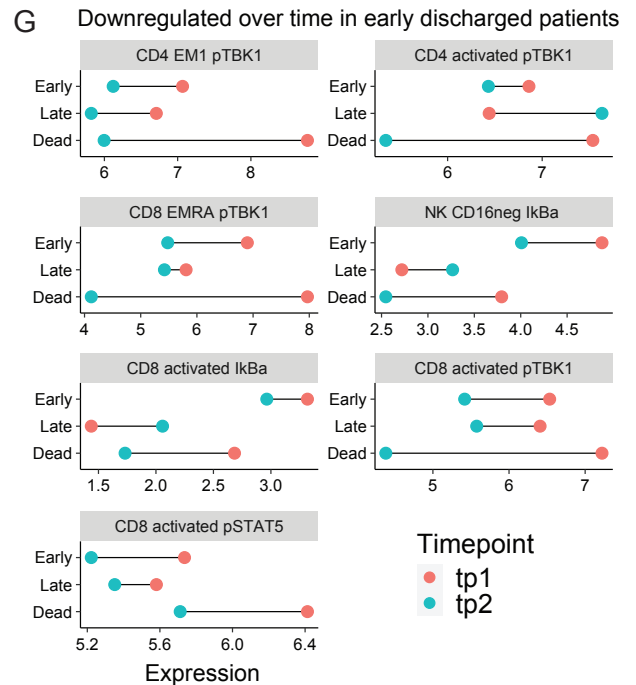 G Downregulated over time in early discharged patients
CD4 EM1 pTBK1
Early
Late
Dead
6 7 8
CD4 activated pTBK1
Early
Late
Dead
6 7
CD8 EMRA pTBK1
Early
Late
Dead
4 5 6 7 8
NK CD16neg IkBa
Early
Late
Dead
2.5 3.0 3.5 4.0 4.5
CD8 activated IkBa
Early
Late
Dead
1.5 2.0 2.5 3.0
CD8 activated pTBK1
Early
Late
Dead
5 6 7
CD8 activated pSTAT5
Early
Late
Dead
5.2 5.6 6.0 6.4
Expression
Timepoint
tp1
tp2